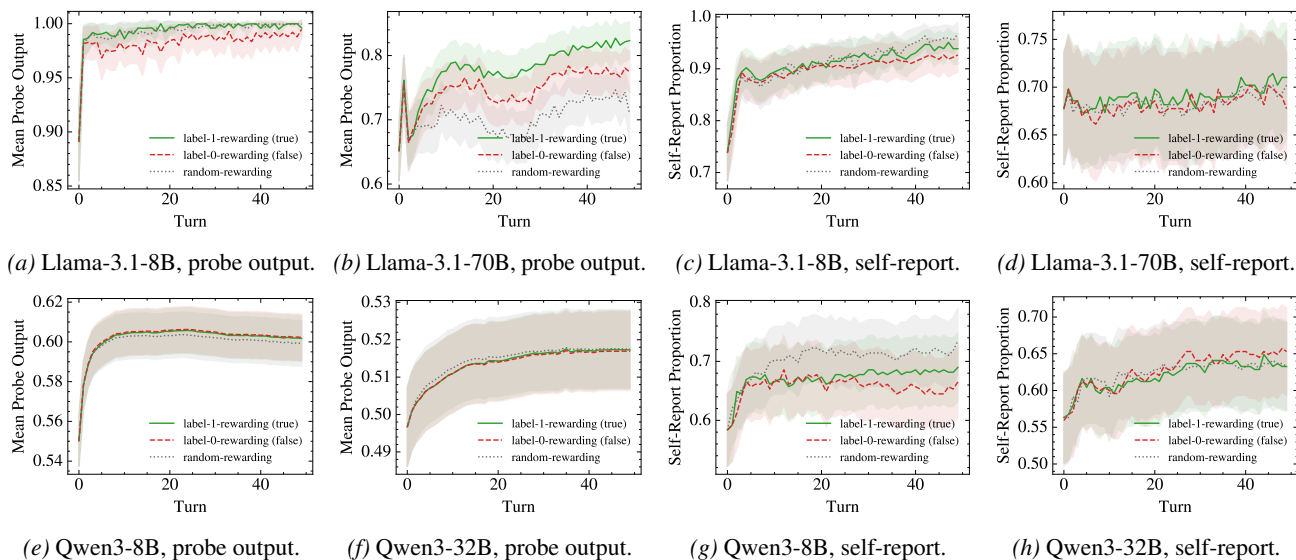 1.00
0.95
0.90
0.85
Mean Probe Output
0 20 40
Turn
label-1-rewarding (true)
label-0-rewarding (false)
random-rewarding
0.8
0.7
0.6
Mean Probe Output
0 20 40
Turn
label-1-rewarding (true)
label-0-rewarding (false)
random-rewarding
1.0
0.9
0.8
0.7
Self-Report Proportion
0 20 40
Turn
label-1-rewarding (true)
label-0-rewarding (false)
random-rewarding
0.75
0.70
0.65
0.60
Self-Report Proportion
0 20 40
Turn
label-1-rewarding (true)
label-0-rewarding (false)
random-rewarding
(a) Llama-3.1-8B, probe output.
(b) Llama-3.1-70B, probe output.
(c) Llama-3.1-8B, self-report.
(d) Llama-3.1-70B, self-report.
0.62
0.60
0.58
0.56
0.54
Mean Probe Output
0 20 40
Turn
label-1-rewarding (true)
label-0-rewarding (false)
random-rewarding
0.53
0.52
0.51
0.50
0.49
Mean Probe Output
0 20 40
Turn
label-1-rewarding (true)
label-0-rewarding (false)
random-rewarding
0.8
0.7
0.6
Self-Report Proportion
0 20 40
Turn
label-1-rewarding (true)
label-0-rewarding (false)
random-rewarding
0.70
0.65
0.60
0.55
0.50
Self-Report Proportion
0 20 40
Turn
label-1-rewarding (true)
label-0-rewarding (false)
random-rewarding
(e) Qwen3-8B, probe output.
(f) Qwen3-32B, probe output.
(g) Qwen3-8B, self-report.
(h) Qwen3-32B, self-report.